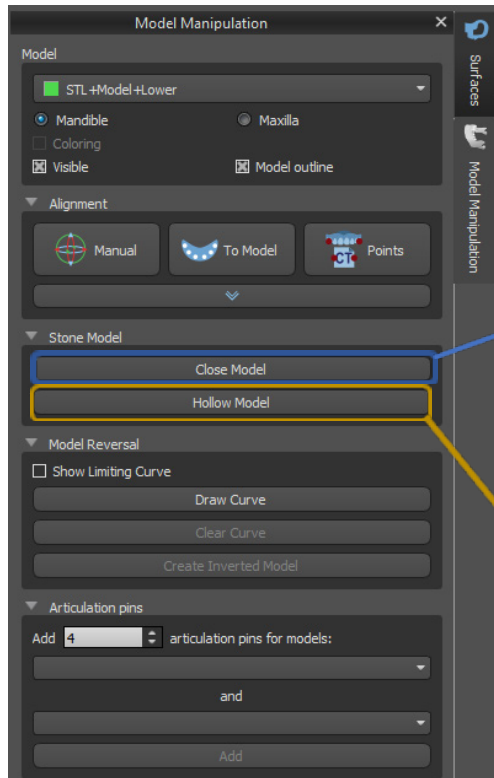 Model Manipulation
Model
STL+Model+Lower
Mandible Maxilla
Coloring
Visible Model outline
Alignment
Manual To Model CT Points
Stone Model
Close Model
Hollow Model
Model Reversal
Show Limiting Curve
Draw Curve
Clear Curve
Create Inverted Model
Articulation pins
Add 4 articulation pins for models:
and
Add
Surfaces
Model Manipulation